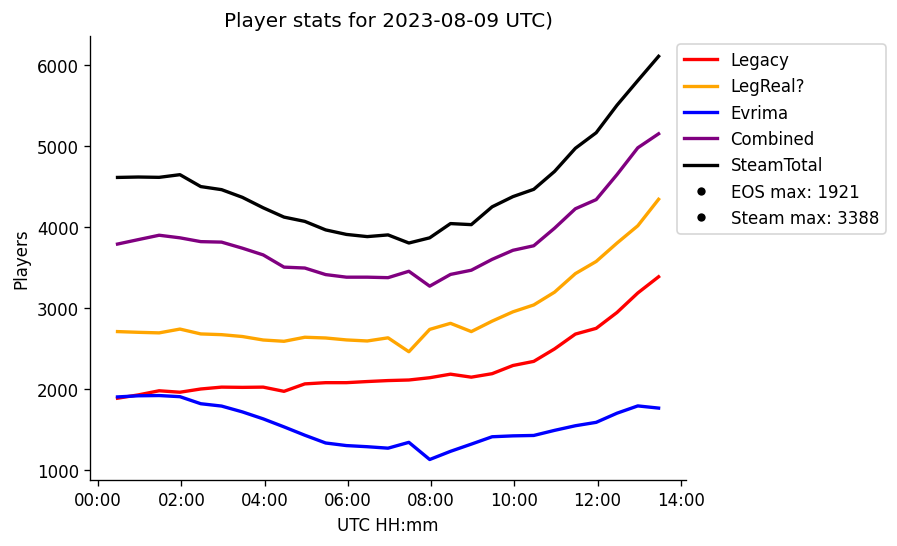 Player stats for 2023-08-09 UTC)
6000
5000
4000
3000
2000
1000
Players
00:00
02:00
04:00
06:00
08:00
10:00
12:00
14:00
UTC HH:mm
Legacy
LegReal?
Evrima
Combined
SteamTotal
EOS max: 1921
Steam max: 3388